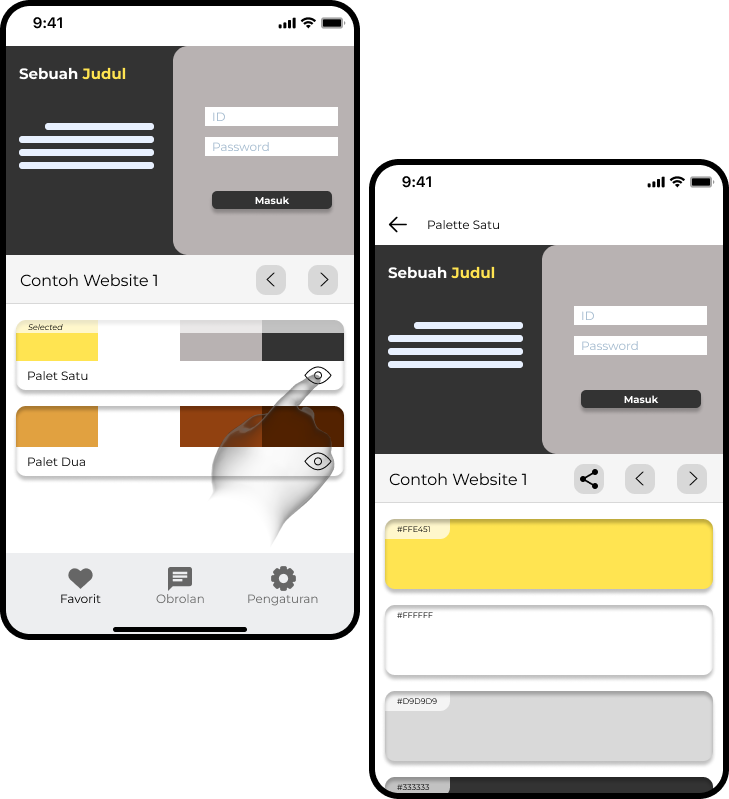 9:41
Sebuah Judul
ID
Password
Masuk
Contoh Website 1
Selected
Palet Satu
Palet Dua
Favorit
Obrolan
Pengaturan
9:41
Palette Satu
Sebuah Judul
ID
Password
Masuk
Contoh Website 1
#FFE451
#FFFFFF
#D9D9D9
#333333